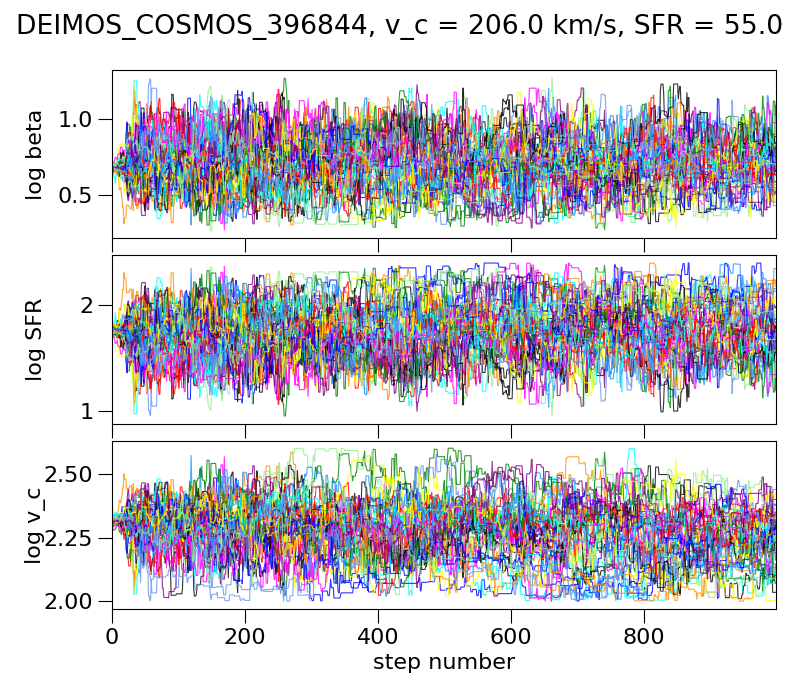 DEIMOS_COSMOS_396844, v_c = 206.0 km/s, SFR = 55.0
log beta
1.0
0.5
log SFR
2
1
log v_c
2.50
2.25
2.00
0 200 400 600 800
step number